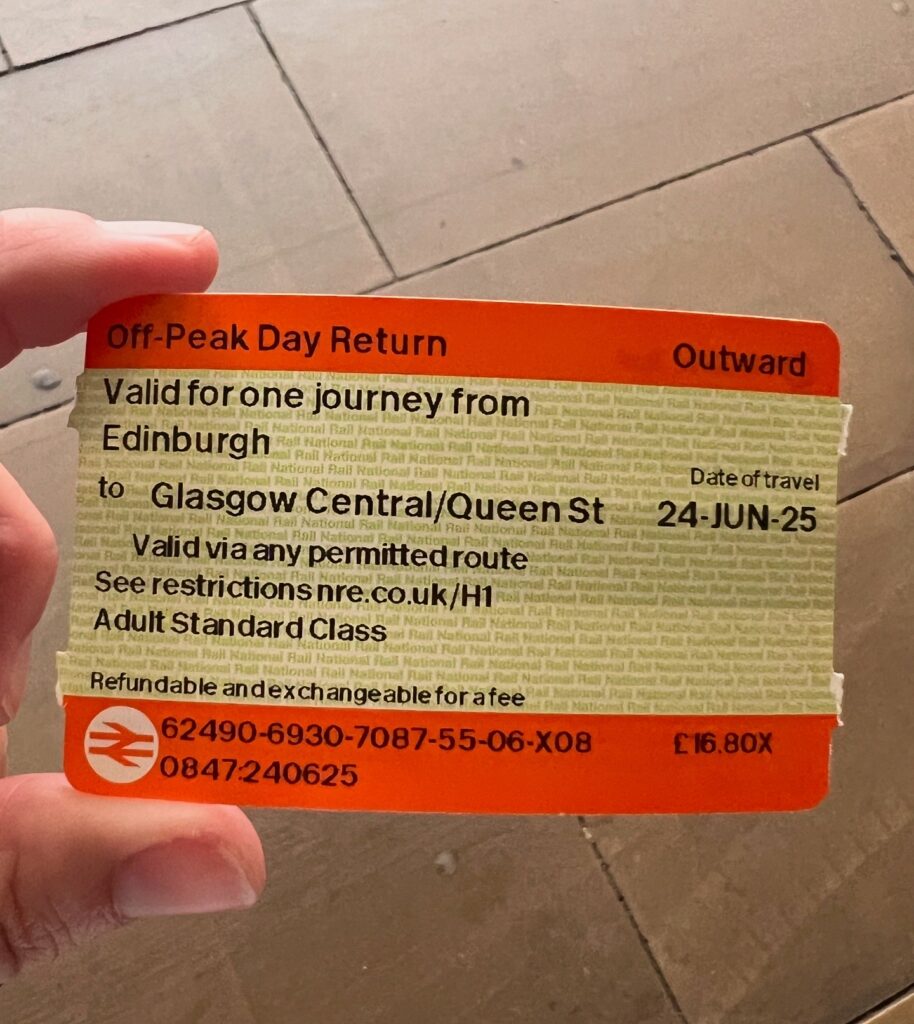 Off-Peak Day Return Outward
Valid for one journey from
Edinburgh
Date of travel
to Glasgow Central/Queen St 24-JUN-25
Valid via any permitted route
See restrictions nre.co.uk/H1
Adult Standard Class
Refundable and exchangeable for a fee
62490-6930-7087-55-06-X08 £16.80X
0847:240625